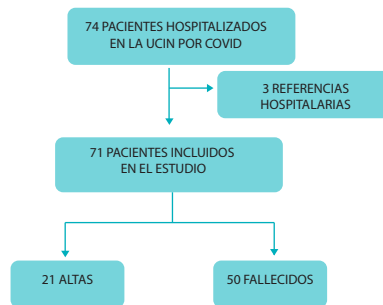 74 PACIENTES HOSPITALIZADOS
EN LA UCIN POR COVID
3 REFERENCIAS
HOSPITALARIAS
71 PACIENTES INCLUIDOS
EN EL ESTUDIO
21 ALTAS
50 FALLECIDOS